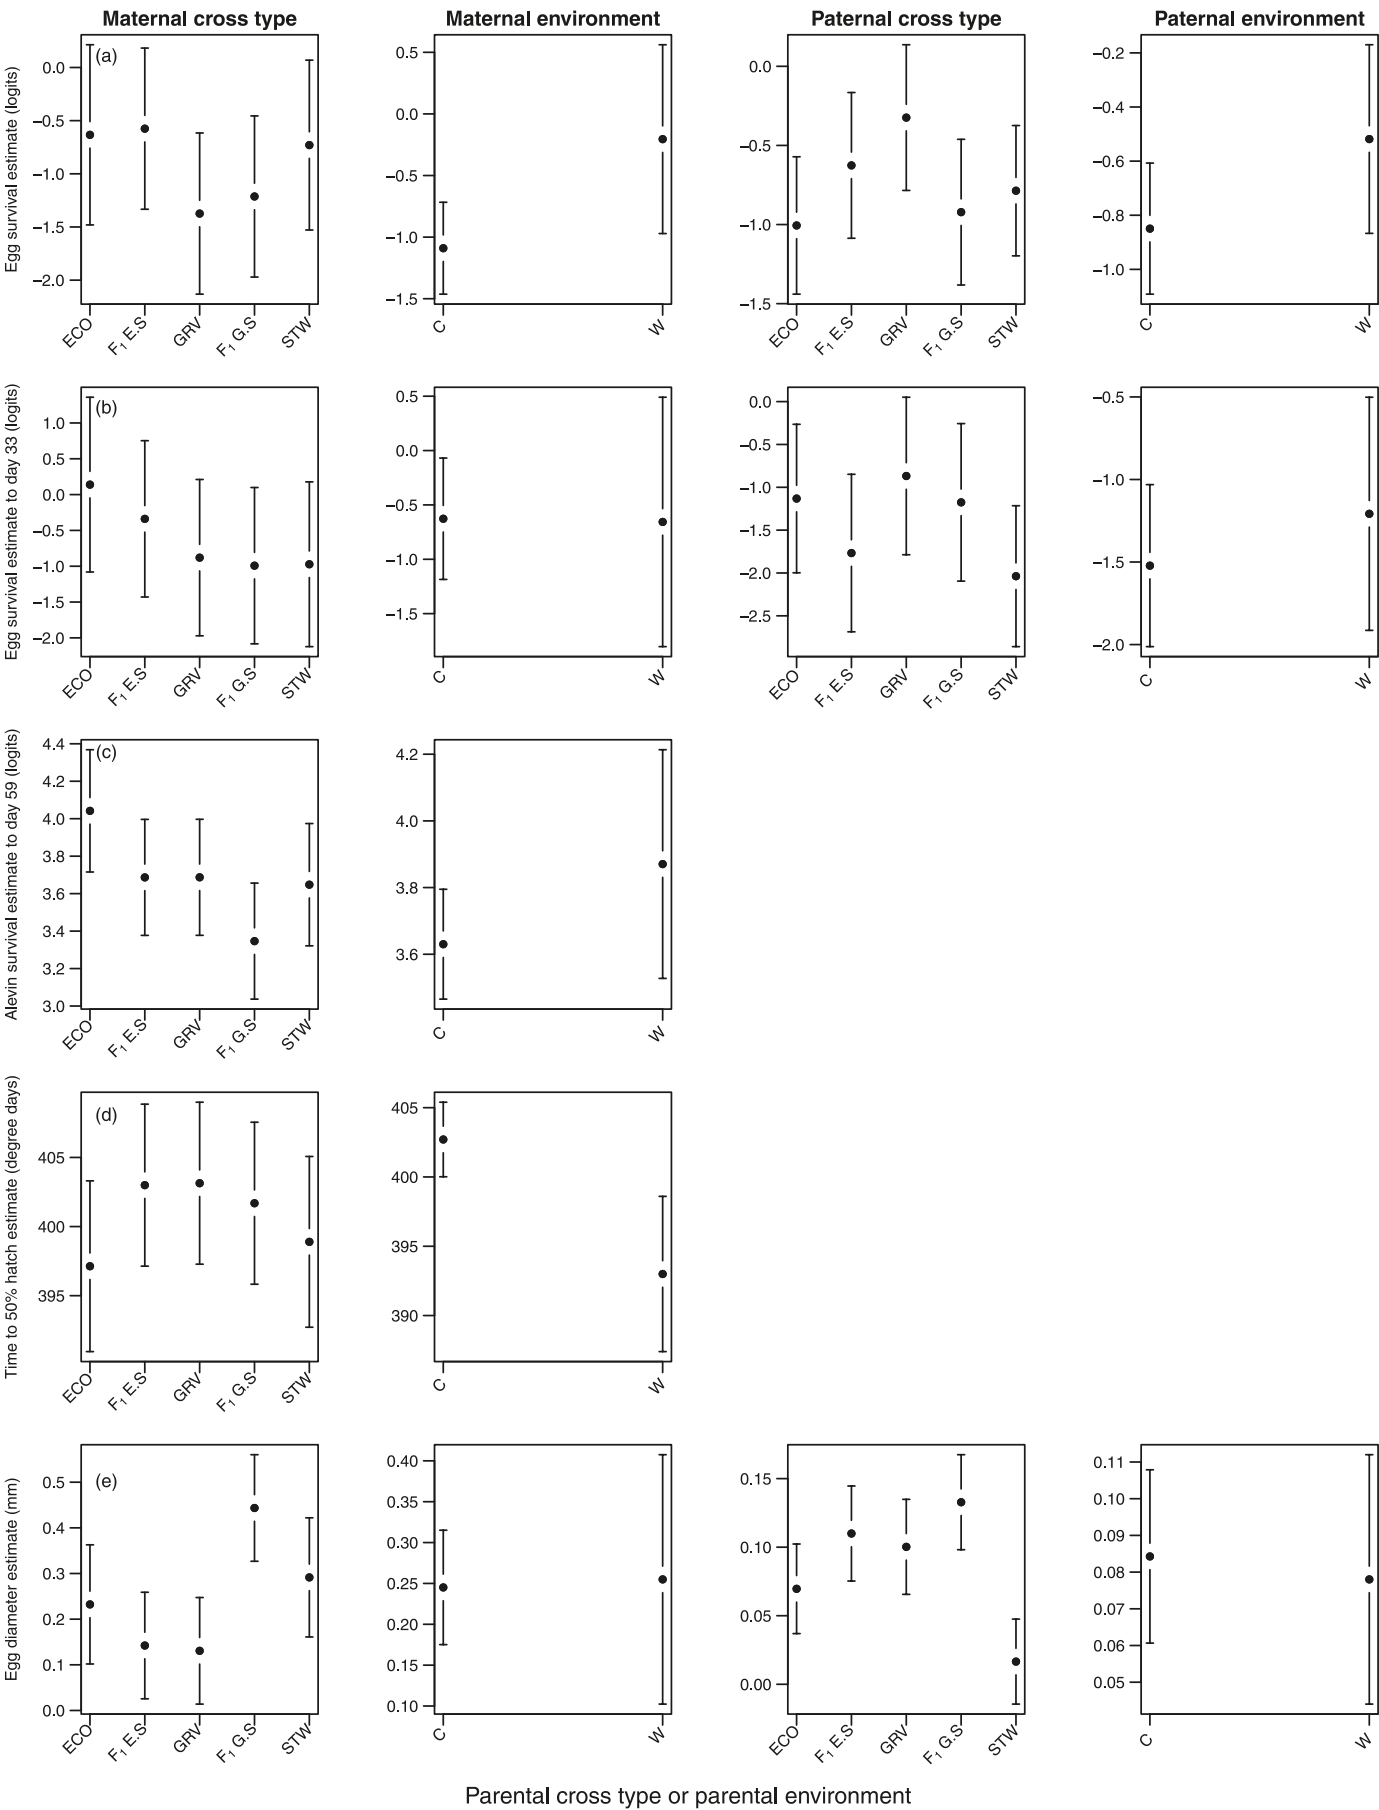 Maternal cross type
Maternal environment
Paternal cross type
Paternal environment
(a)
Egg survival estimate (logits)
0.0
−0.5
−1.0
−1.5
−2.0
ECO
F1 E.S
GRV
F1 G.S
STW
0.5
0.0
−0.5
−1.0
−1.5
C
W
0.0
−0.5
−1.0
−1.5
ECO
F1 E.S
GRV
F1 G.S
STW
−0.2
−0.4
−0.6
−0.8
−1.0
C
W
(b)
Egg survival estimate to day 33 (logits)
1.0
0.5
0.0
−0.5
−1.0
−1.5
−2.0
ECO
F1 E.S
GRV
F1 G.S
STW
0.5
0.0
−0.5
−1.0
−1.5
C
W
0.0
−0.5
−1.0
−1.5
−2.0
−2.5
ECO
F1 E.S
GRV
F1 G.S
STW
−0.5
−1.0
−1.5
−2.0
C
W
(c)
Alevin survival estimate to day 59 (logits)
4.4
4.2
4.0
3.8
3.6
3.4
3.2
3.0
ECO
F1 E.S
GRV
F1 G.S
STW
4.2
4.0
3.8
3.6
C
W
(d)
Time to 50% hatch estimate (degree days)
405
400
395
ECO
F1 E.S
GRV
F1 G.S
STW
405
400
395
390
C
W
(e)
Egg diameter estimate (mm)
0.5
0.4
0.3
0.2
0.1
0.0
ECO
F1 E.S
GRV
F1 G.S
STW
0.40
0.35
0.30
0.25
0.20
0.15
0.10
C
W
0.15
0.10
0.05
0.00
ECO
F1 E.S
GRV
F1 G.S
STW
0.11
0.10
0.09
0.08
0.07
0.06
0.05
C
W
Parental cross type or parental environment